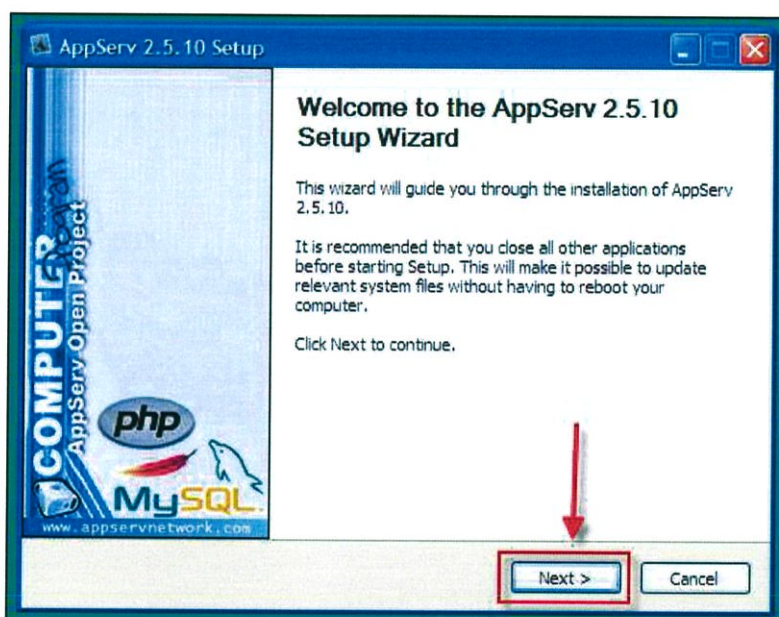 AppServ 2.5.10 Setup
Welcome to the AppServ 2.5.10
Setup Wizard
This wizard will guide you through the installation of AppServ
2.5.10.
It is recommended that you close all other applications
before starting Setup. This will make it possible to update
relevant system files without having to reboot your
computer.
Click Next to continue.
COMPUTER
Program
AppServ Open Project
php
MySQL
www.appservnetwork.com
Next >
Cancel